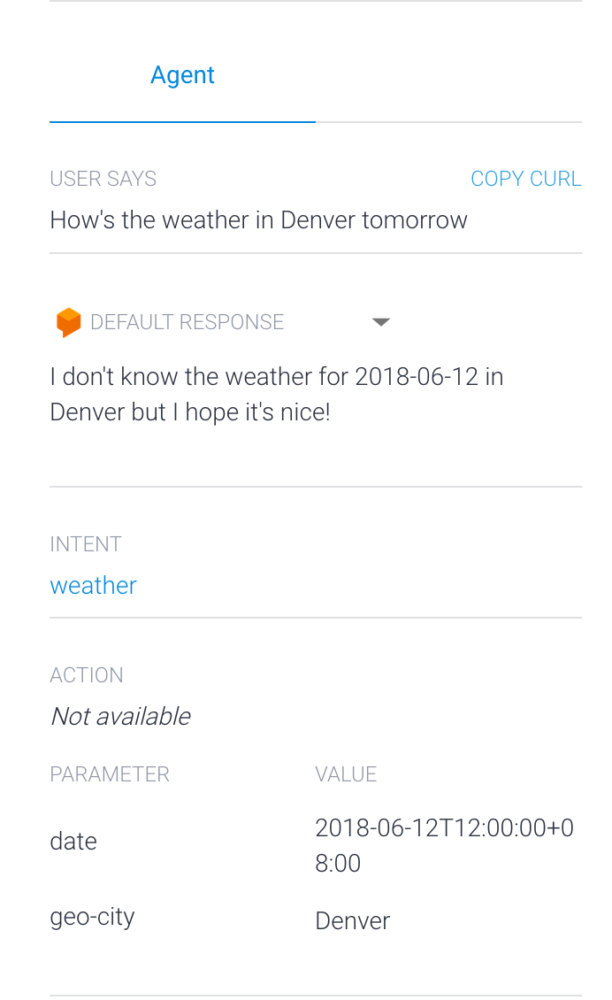 Agent
USER SAYS COPY CURL
How's the weather in Denver tomorrow
DEFAULT RESPONSE
I don't know the weather for 2018-06-12 in
Denver but I hope it's nice!
INTENT
weather
ACTION
Not available
PARAMETER VALUE
date 2018-06-12T12:00:00+0
8:00
geo-city Denver